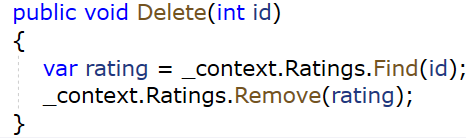 public void Delete(int id)
{
var rating = _context.Ratings.Find(id);
_context.Ratings.Remove(rating);
}